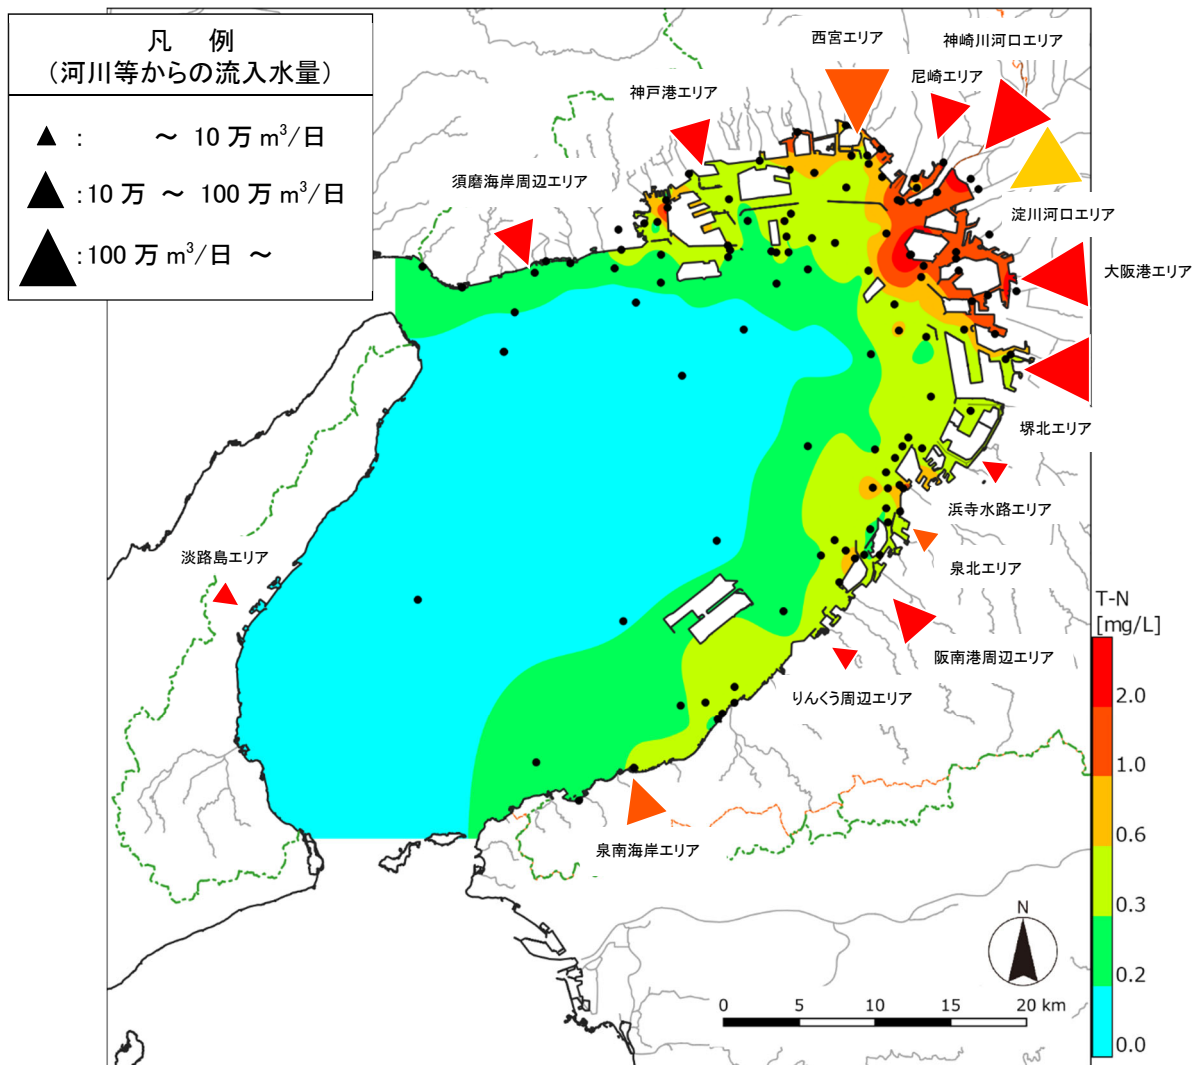 凡 例
（河川等からの流入水量）
： ～ 10 万 m³/日
：10 万 ～ 100 万 m³/日
：100 万 m³/日 ～
西宮エリア
神崎川河口エリア
尼崎エリア
神戸港エリア
須磨海岸周辺エリア
淀川河口エリア
大阪港エリア
堺北エリア
浜寺水路エリア
淡路島エリア
泉北エリア
阪南港周辺エリア
りんくう周辺エリア
泉南海岸エリア
T-N
[mg/L]
2.0
1.0
0.6
0.3
0.2
0.0
N
0 5 10 15 20 km